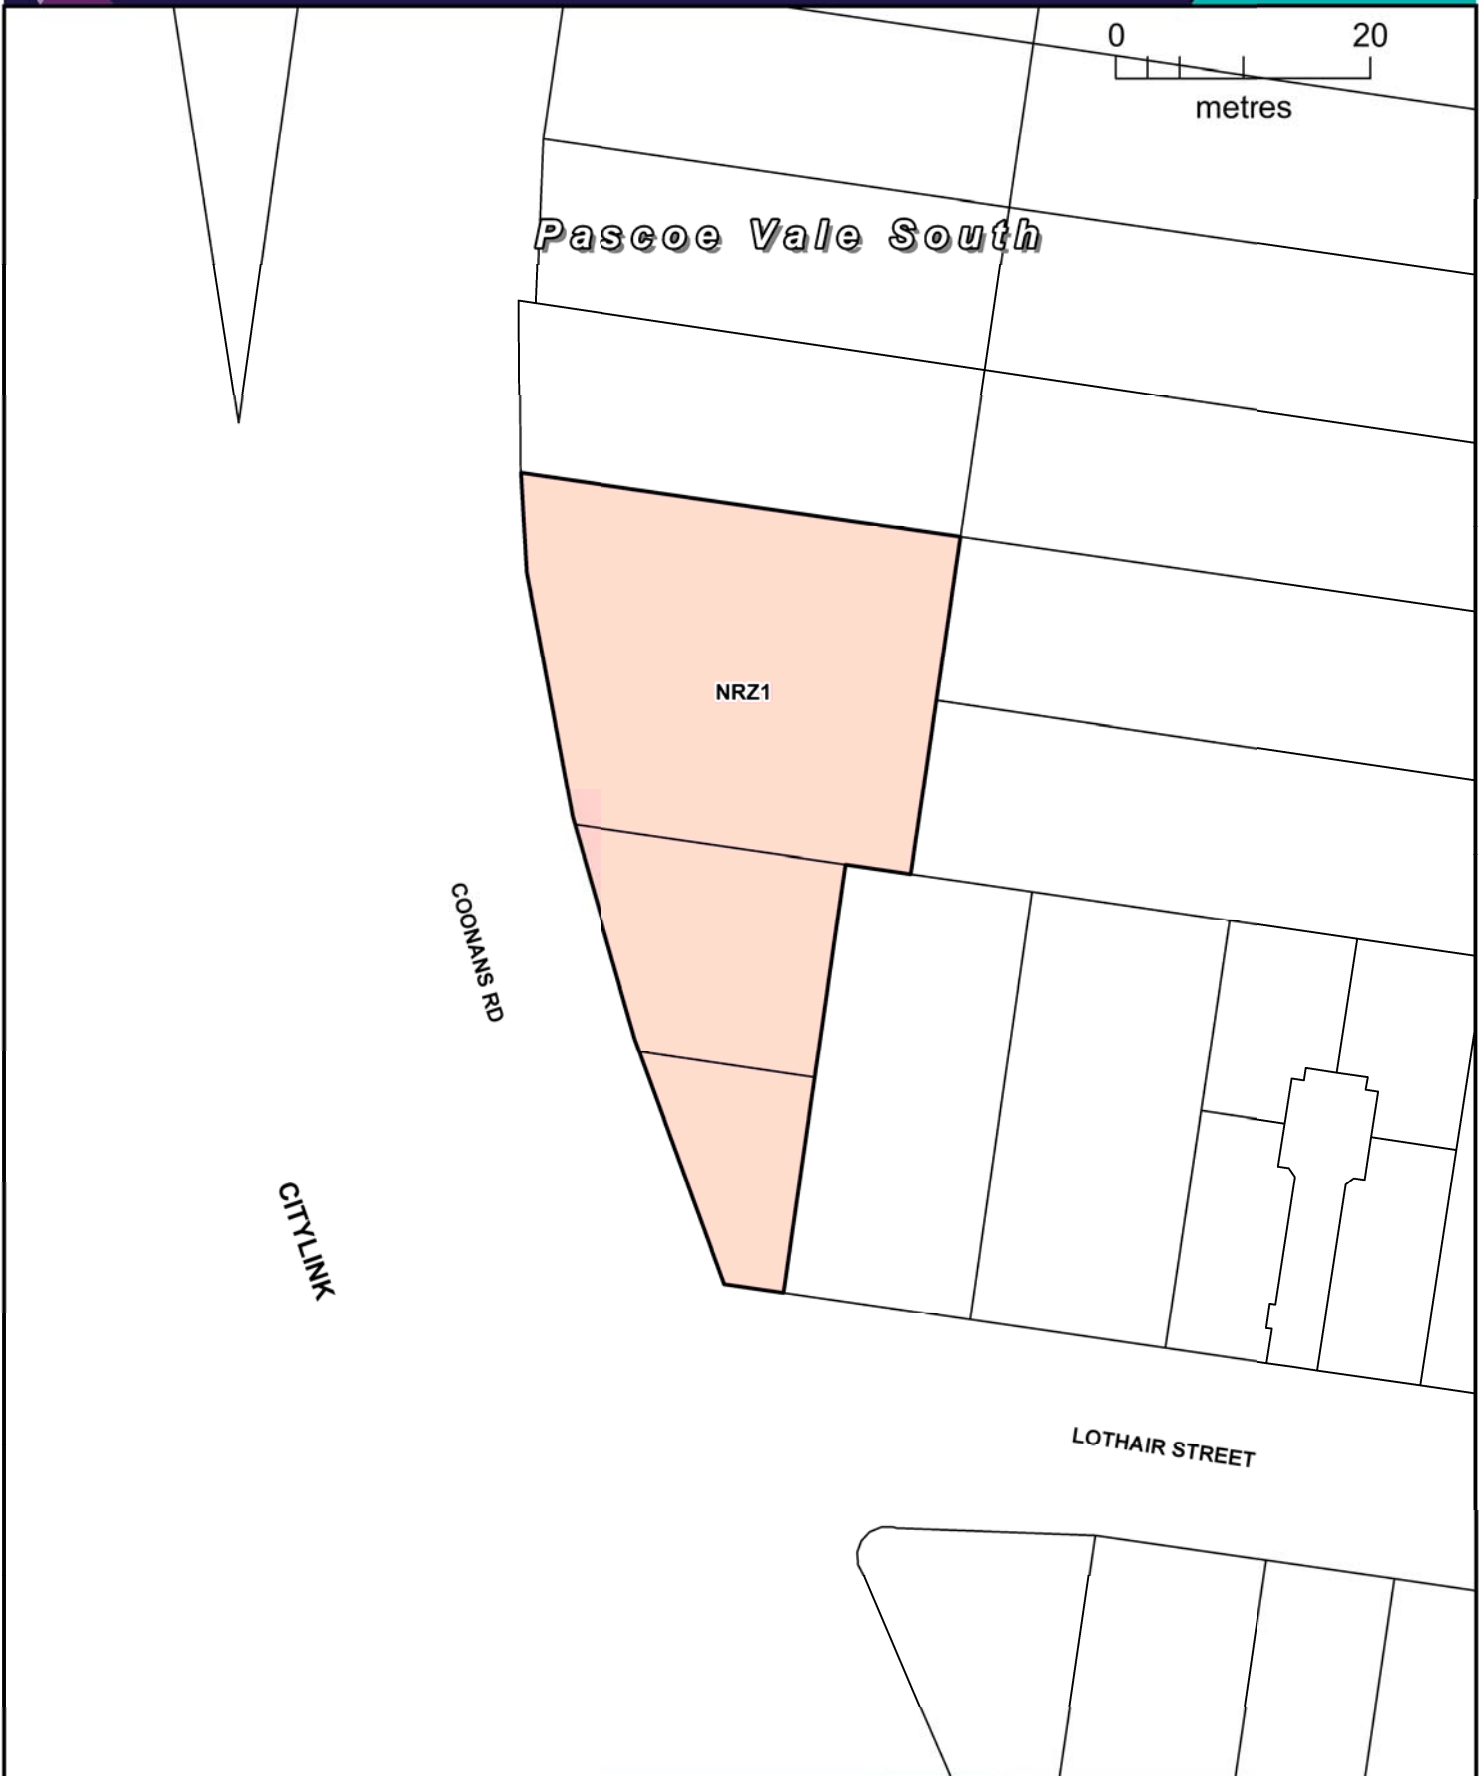 0 20
metres
Pascoe Vale South
NRZ1
COONANS RD
CITYLINK
LOTHAIR STREET